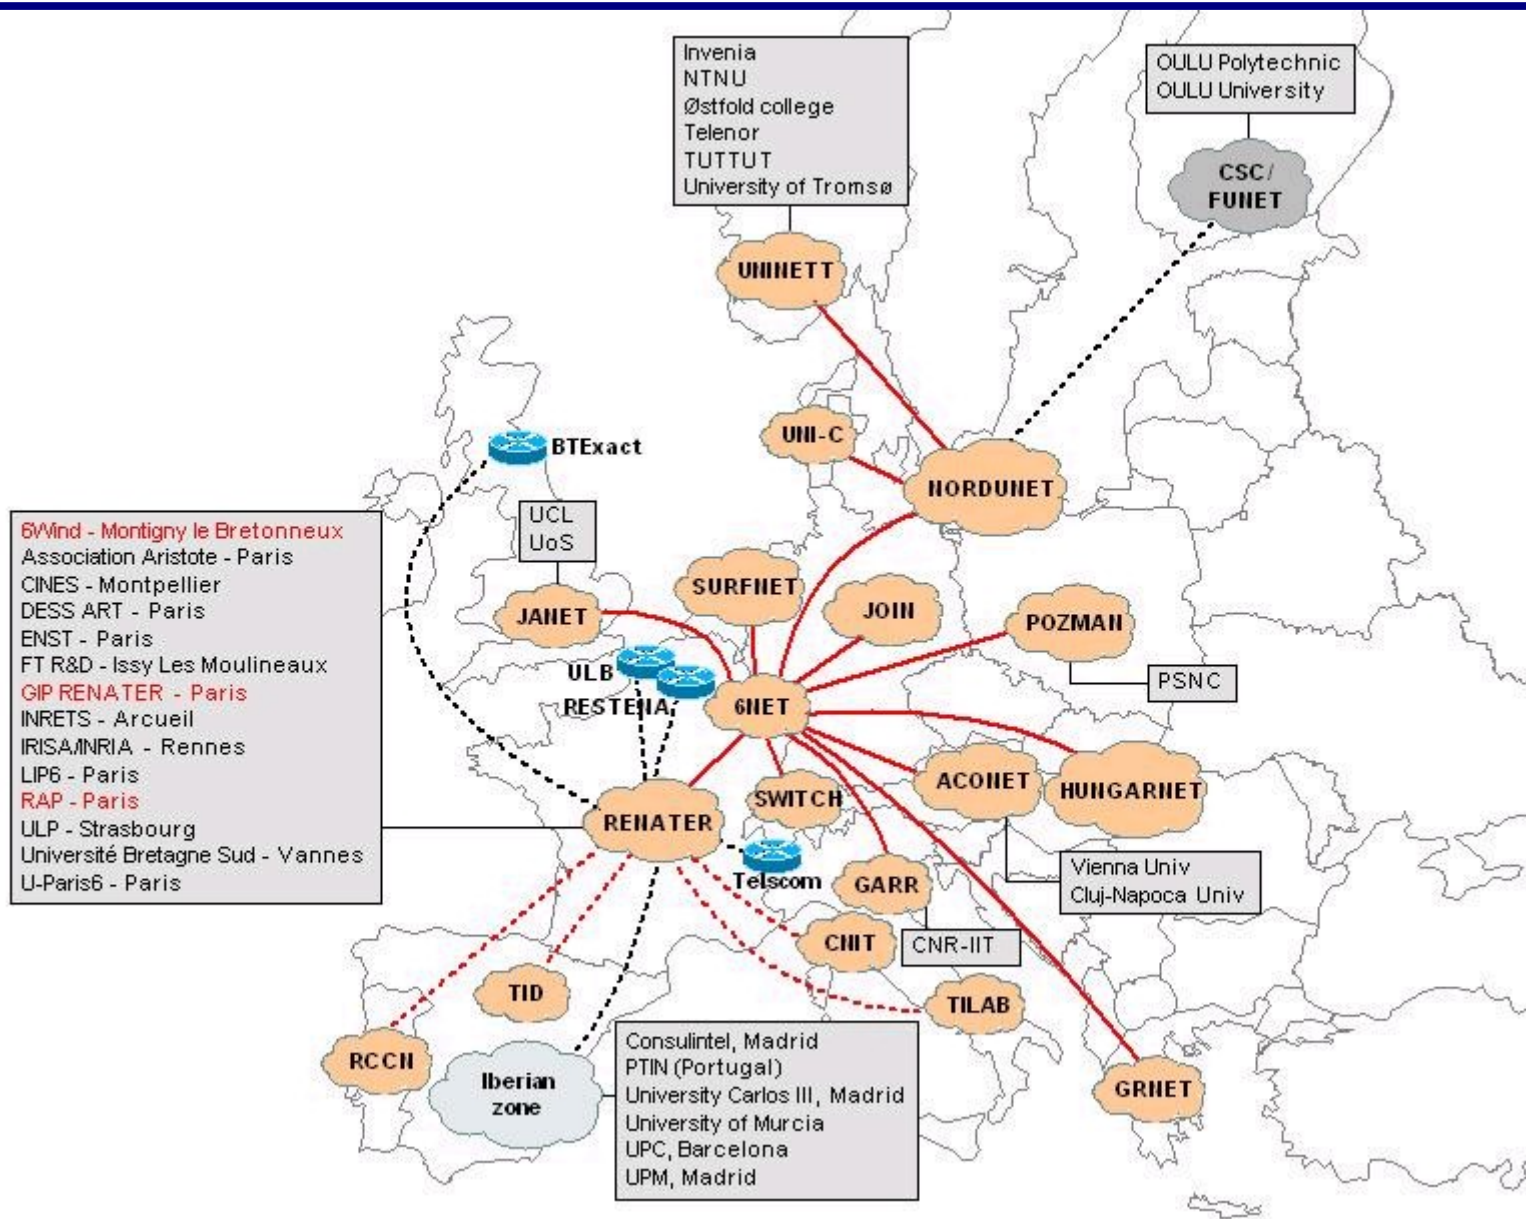 Invenia
NTNU
Østfold college
Telenor
TUTTUT
University of Tromsø
OULU Polytechnic
OULU University
CSC/
FUNET
UNINETT
UNI-C
BTExact
NORDUNET
6Wind - Montigny le Bretonneux
Association Aristote - Paris
CINES - Montpellier
DESS ART - Paris
ENST - Paris
FT R&D - Issy Les Moulineaux
GIP RENATER - Paris
INRETS - Arcueil
IRISA/INRIA - Rennes
LIP6 - Paris
RAP - Paris
ULP - Strasbourg
Université Bretagne Sud - Vannes
U-Paris6 - Paris
UCL
UoS
JANET
SURFNET
JOIN
POZMAN
PSNC
ULB
RESTENA
6NET
SWITCH
ACONET
HUNGARNET
RENATER
Telscom
GARR
Vienna Univ
Cluj-Napoca Univ
CNIT
CNR-IIT
TID
TILAB
RCCN
Iberian
zone
Consulintel, Madrid
PTIN (Portugal)
University Carlos III, Madrid
University of Murcia
UPC, Barcelona
UPM, Madrid
GRNET